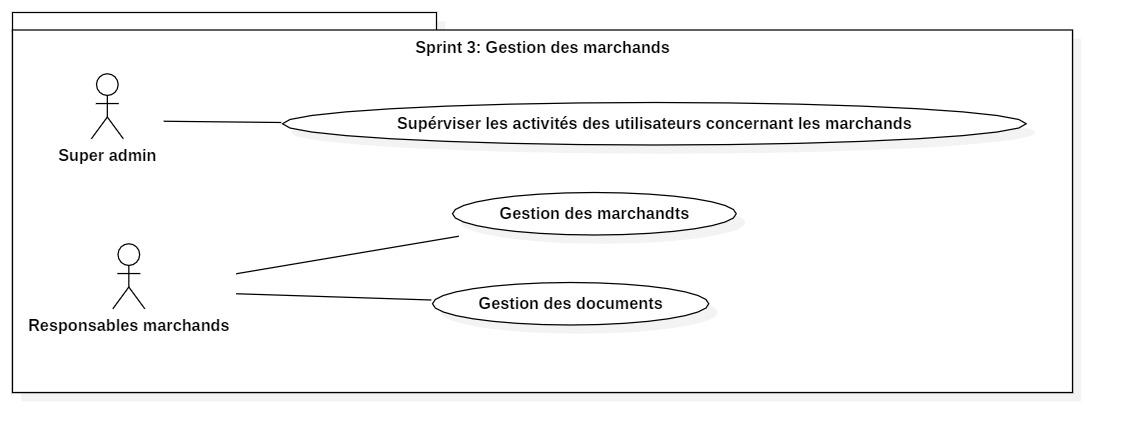 Sprint 3: Gestion des marchands
Supérviser les activités des utilisateurs concernant les marchands
Super admin
Gestion des marchandts
Gestion des documents
Responsables marchands